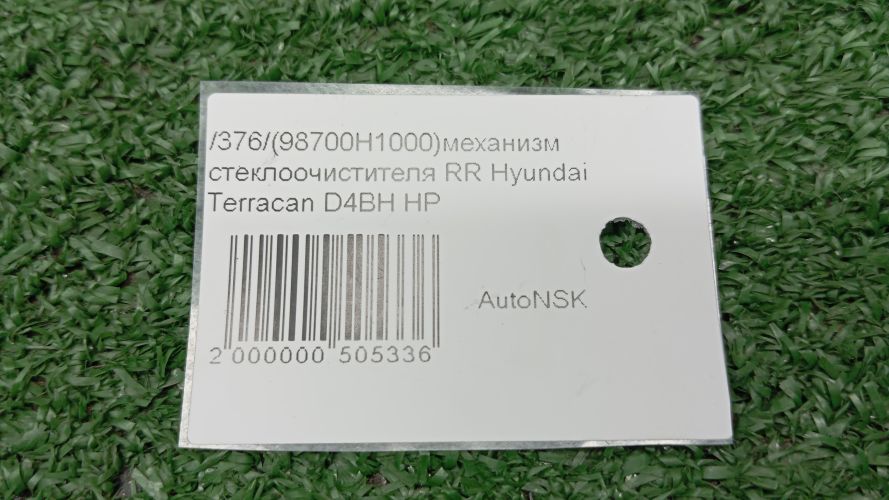 /376/(98700H1000)механизм
стеклоочистителя RR Hyundai
Terracan D4BH HP
AutoNSK
2 000000 505336